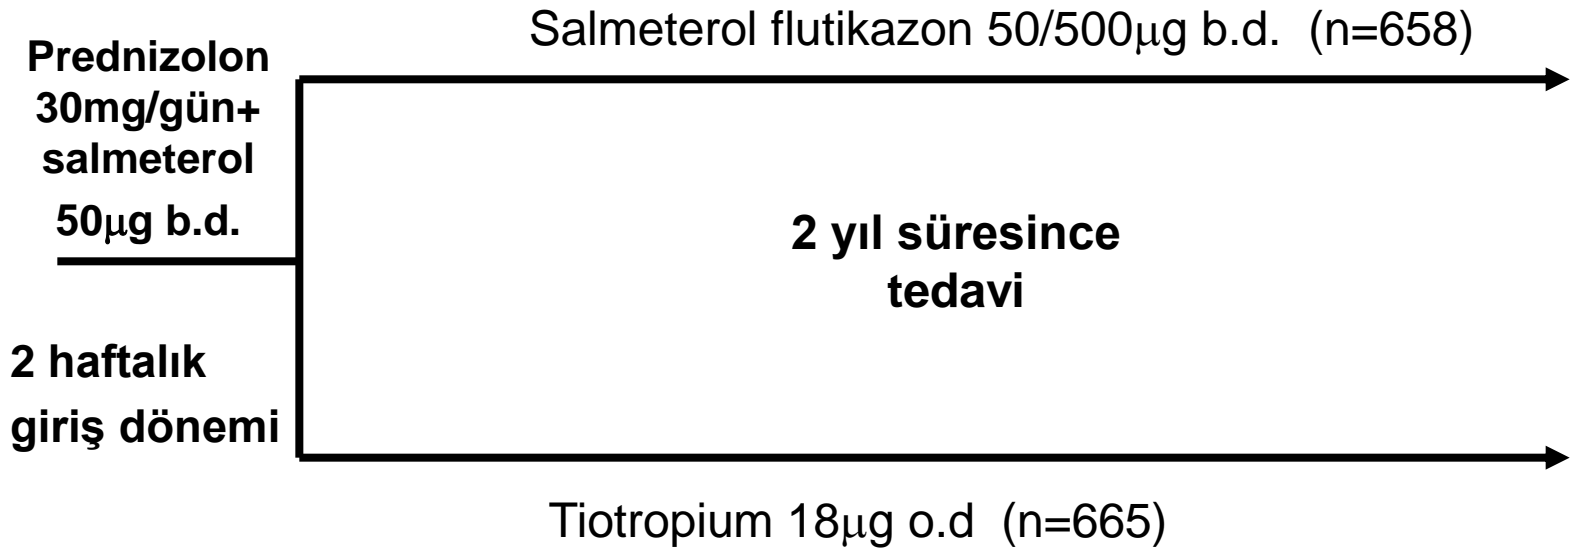 Salmeterol flutikazon 50/500μg b.d. (n=658)
Prednizolon
30mg/gün+
salmeterol
50μg b.d.
2 yıl süresince
tedavi
2 haftalık
giriş dönemi
Tiotropium 18μg o.d (n=665)